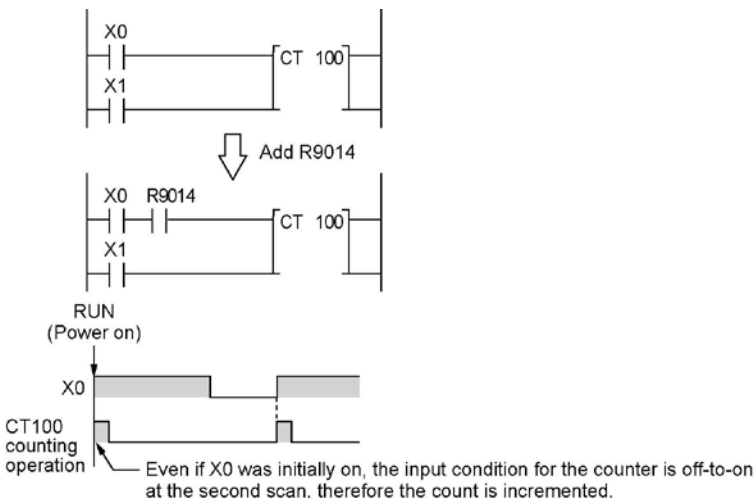 X0
CT 100
X1
Add R9014
X0 R9014
CT 100
X1
RUN
(Power on)
X0
CT100
counting
operation
Even if X0 was initially on, the input condition for the counter is off-to-on
at the second scan, therefore the count is incremented.